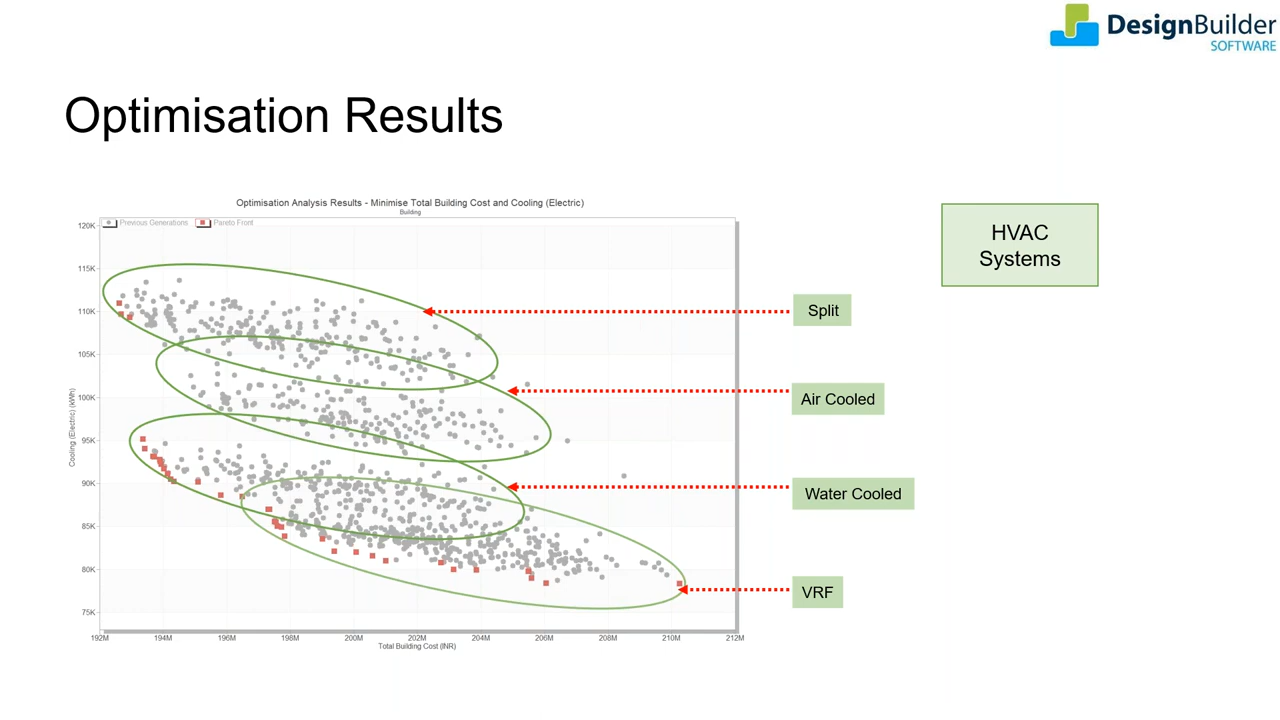 DesignBuilder
SOFTWARE
Optimisation Results
Optimisation Analysis Results - Minimise Total Building Cost and Cooling (Electric)
Building
Previous Generations
Pareto Front
Cooling (Electric) (kWh)
120K
115K
110K
105K
100K
95K
90K
85K
80K
75K
192M 194M 196M 198M 200M 202M 204M 206M 208M 210M 212M
Total Building Cost (INR)
HVAC
Systems
Split
Air Cooled
Water Cooled
VRF